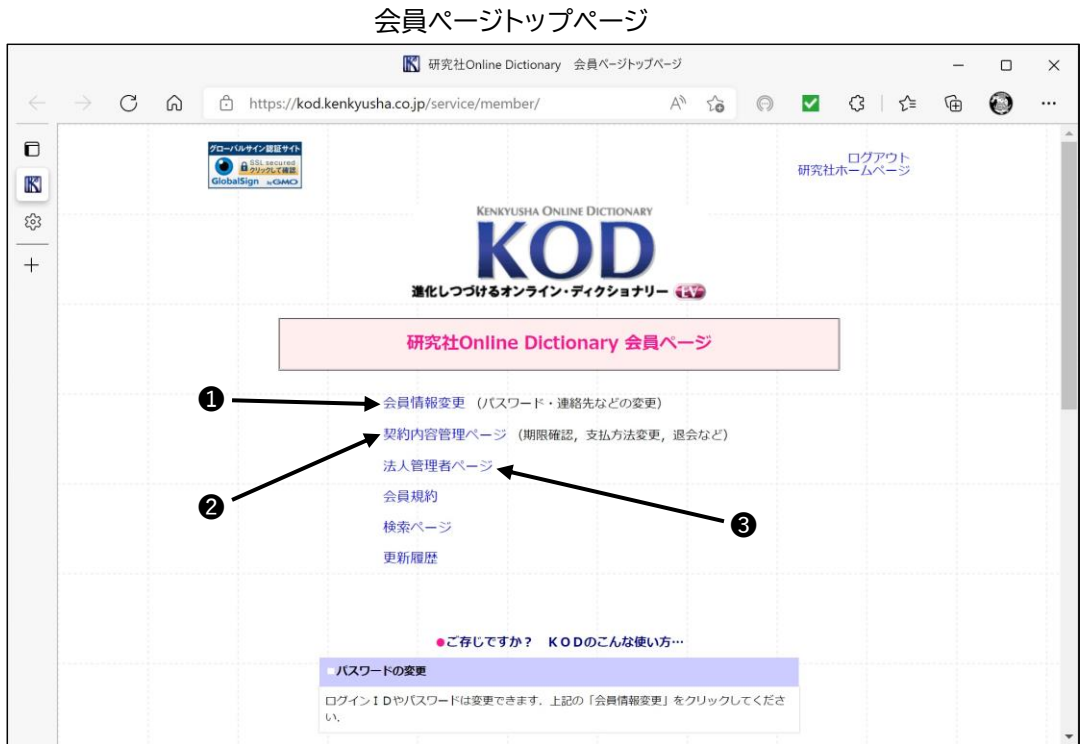 会員ページトップページ
研究社Online Dictionary 会員ページトップページ
https://kod.kenkyusha.co.jp/service/member/
グローバルサイン認証サイト
SSL secured
クリックして確認
GlobalSign by GMO
ログアウト
研究社ホームページ
KENKYUSHA ONLINE DICTIONARY
KOD
進化しつづけるオンライン・ディクショナリー
研究社Online Dictionary 会員ページ
❶
会員情報変更 (パスワード・連絡先などの変更)
契約内容管理ページ (期限確認, 支払方法変更, 退会など)
法人管理者ページ
会員規約
❷
検索ページ
❸
更新履歴
●ご存じですか? KODのこんな使い方…
■パスワードの変更
ログインIDやパスワードは変更できます．上記の「会員情報変更」をクリックしてくださ
い．